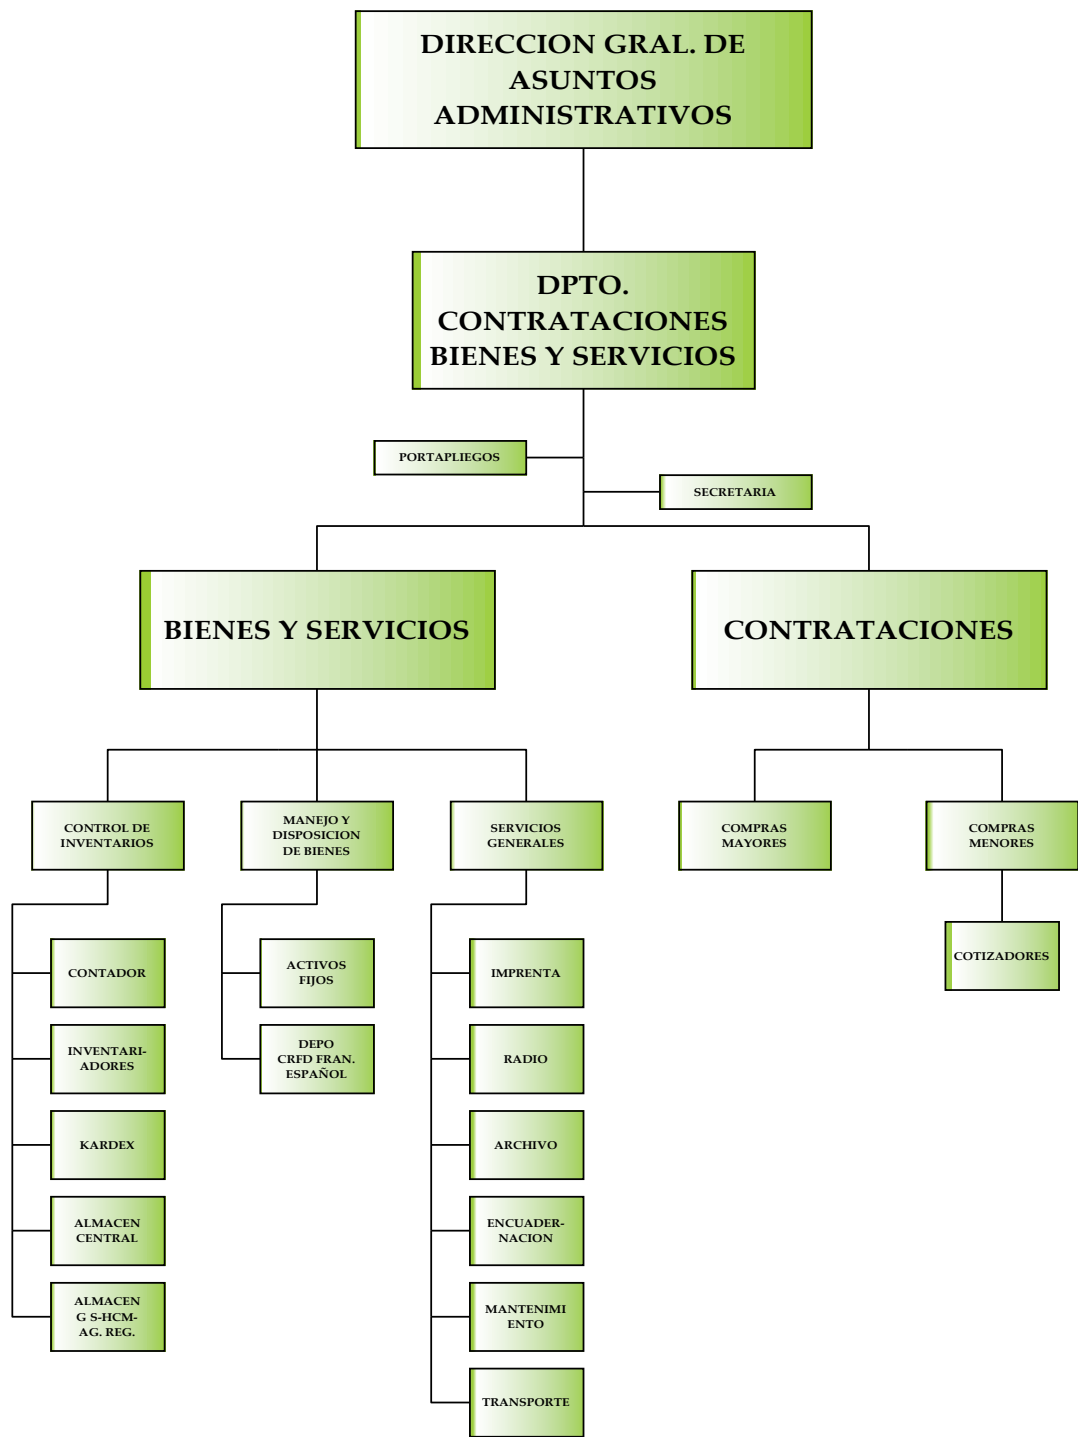 DIRECCION GRAL. DE
ASUNTOS
ADMINISTRATIVOS
DPTO.
CONTRATACIONES
BIENES Y SERVICIOS
PORTAPLIEGOS
SECRETARIA
BIENES Y SERVICIOS
CONTRATACIONES
CONTROL DE
INVENTARIOS
MANEJO Y
DISPOSICION
DE BIENES
SERVICIOS
GENERALES
COMPRAS
MAYORES
COMPRAS
MENORES
COTIZADORES
CONTADOR
INVENTARI-
ADORES
KARDEX
ALMACEN
CENTRAL
ALMACEN
G S-HCM-
AG. REG.
ACTIVOS
FIJOS
DEPO
CRFD FRAN.
ESPAÑOL
IMPRENTA
RADIO
ARCHIVO
ENCUADER-
NACION
MANTENIMI
ENTO
TRANSPORTE